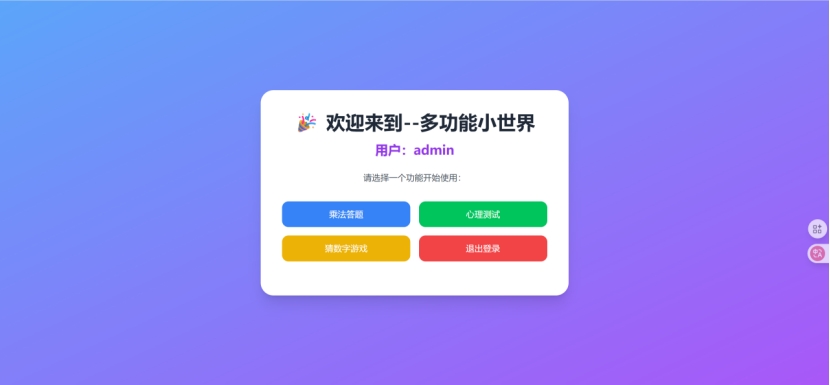 🎉 欢迎来到--多功能小世界
用户：admin
请选择一个功能开始使用：
乘法答题
心理测试
猜数字游戏
退出登录